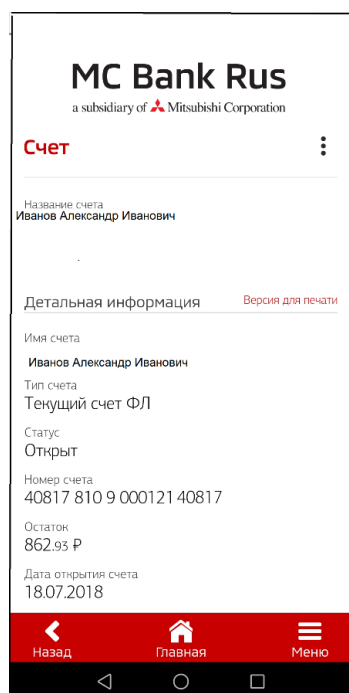 MC Bank Rus
a subsidiary of Mitsubishi Corporation
Счет
Название счета
Иванов Александр Иванович
Детальная информация Версия для печати
Имя счета
Иванов Александр Иванович
Тип счета
Текущий счет ФЛ
Статус
Открыт
Номер счета
40817 810 9 000121 40817
Остаток
862.93 ₽
Дата открытия счета
18.07.2018
Назад Главная Меню